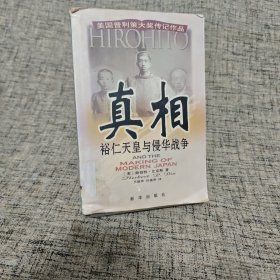 美国普利策大奖传记作品
HIROHITO
真相
裕仁天皇与侵华战争
AND THE
MAKING OF
MODERN JAPAN
新华出版社